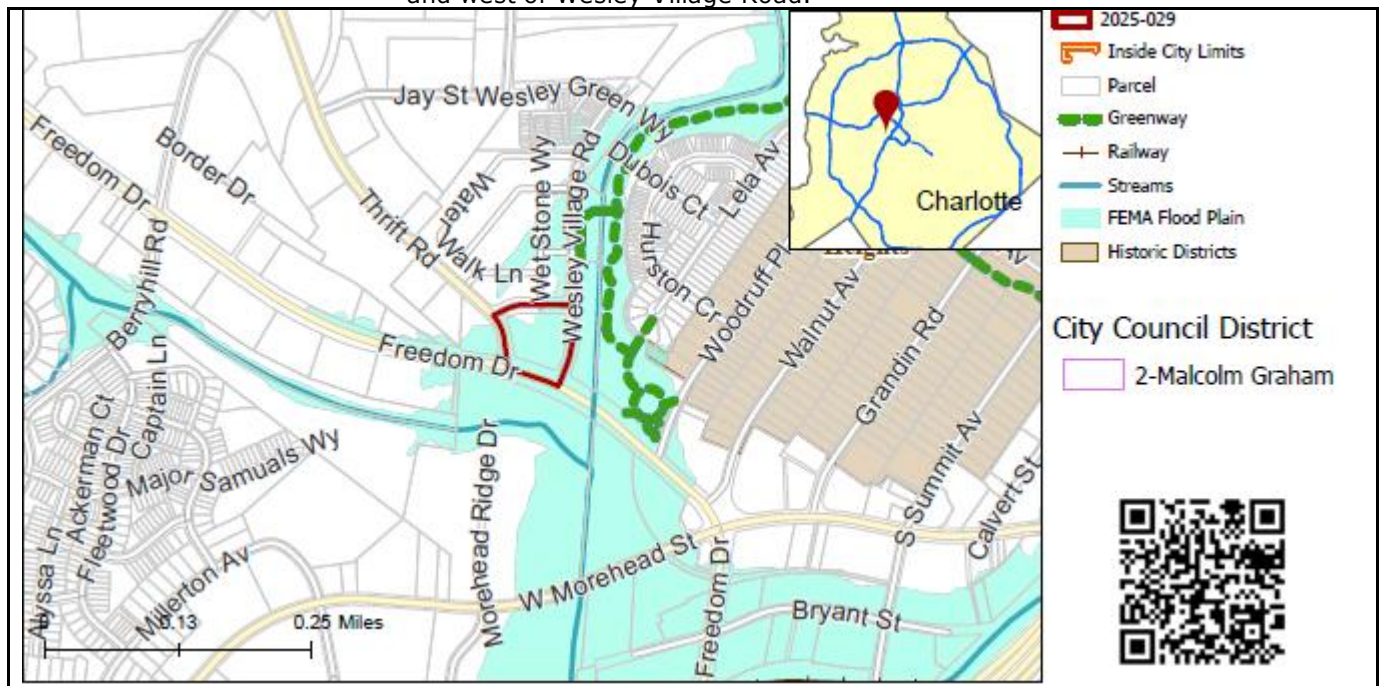 and west of Wesley Village Road.
2025-029
Inside City Limits
Parcel
Greenway
Railway
Streams
FEMA Flood Plain
Historic Districts
City Council District
2-Malcolm Graham
Charlotte
Jay St
Wesley Green Wy
Freedom Dr
Border Dr
Berryhill Rd
Thrift Rd
Water
Walk Ln
Wet Stone Wy
Wesley Village Rd
Dubois Ct
Lela Av
Hurston Cr
Woodruff Pl
Walnut Av
Grandin Rd
S Summit Av
Calvert St
Freedom Dr
Captain Ln
Ackerman Ct
Fleetwood Dr
Major Samuals Wy
Alyssa Ln
Millerton Av
Morehead Ridge Dr
W Morehead St
Freedom Dr
Bryant St
0.13
0.25 Miles